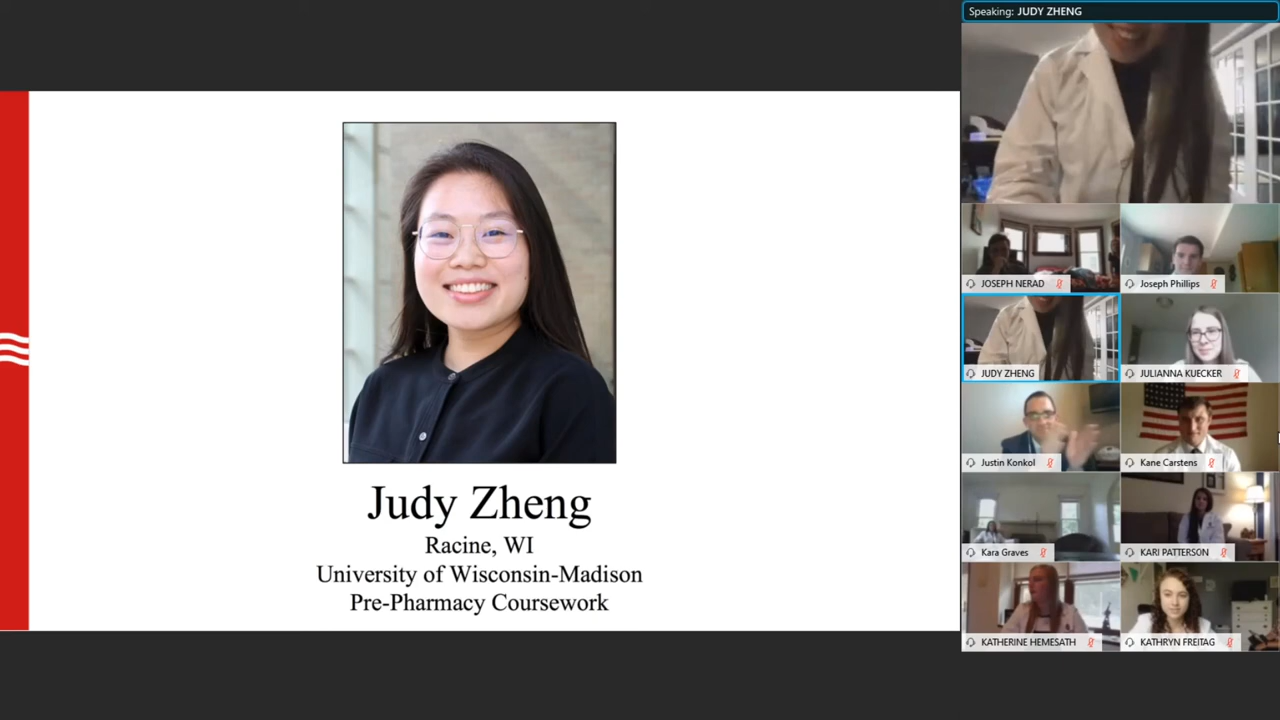 Speaking: JUDY ZHENG
Judy Zheng
Racine, WI
University of Wisconsin-Madison
Pre-Pharmacy Coursework
JOSEPH NERAD
Joseph Phillips
JUDY ZHENG
JULIANNA KUECKER
Justin Konkol
Kane Carstens
Kara Graves
KARI PATTERSON
KATHERINE HEMESATH
KATHRYN FREITAG